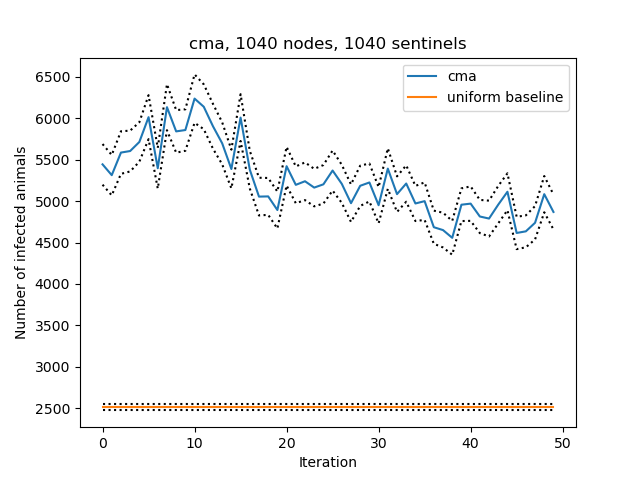 cma, 1040 nodes, 1040 sentinels
cma
uniform baseline
Number of infected animals
6500
6000
5500
5000
4500
4000
3500
3000
2500
0 10 20 30 40 50
Iteration